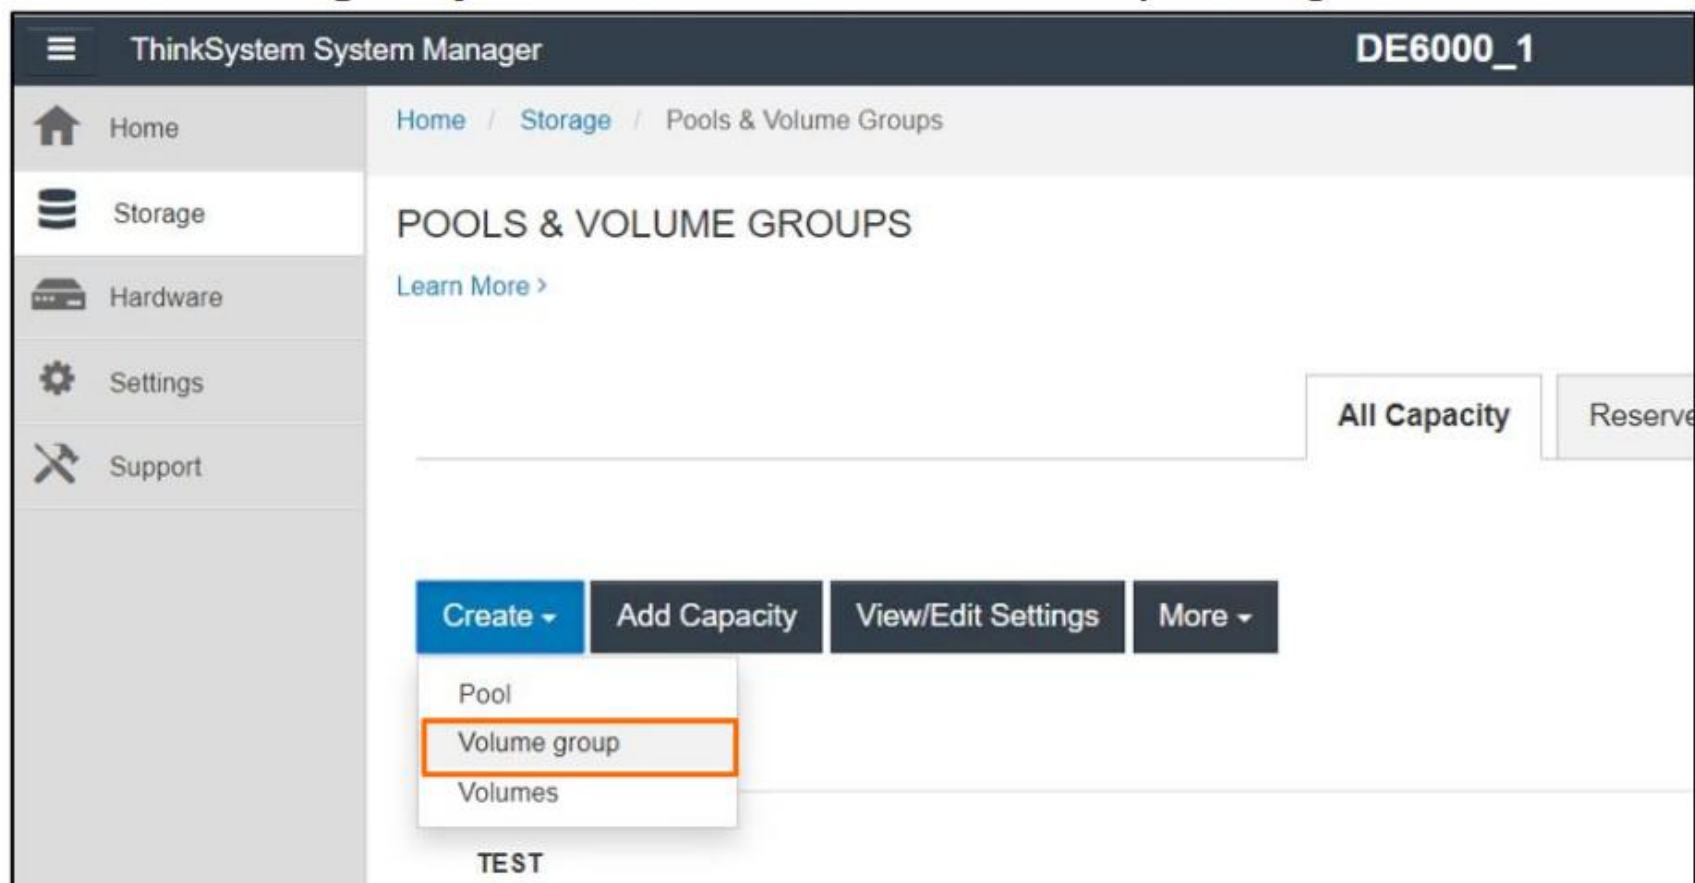 ThinkSystem System Manager
DE6000_1
Home
Storage
Hardware
Settings
Support
Home / Storage / Pools & Volume Groups
POOLS & VOLUME GROUPS
Learn More >
All Capacity
Create
Add Capacity
View/Edit Settings
More
Pool
Volume group
Volumes
TEST